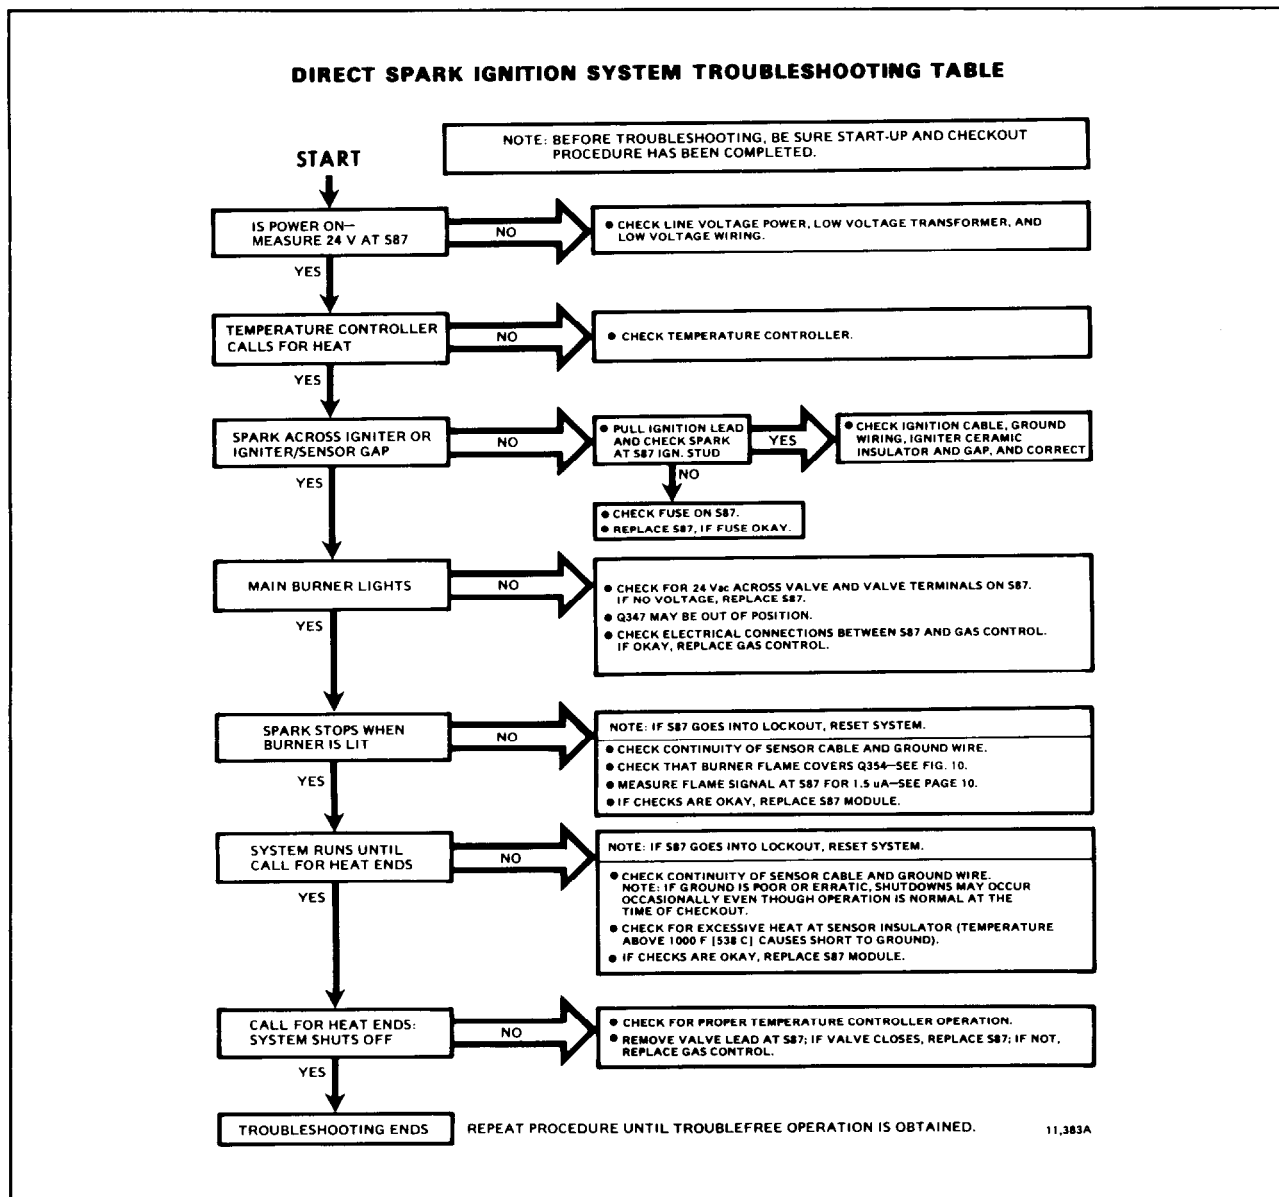 DIRECT SPARK IGNITION SYSTEM TROUBLESHOOTING TABLE
NOTE: BEFORE TROUBLESHOOTING, BE SURE START-UP AND CHECKOUT
PROCEDURE HAS BEEN COMPLETED.
START
IS POWER ON—
MEASURE 24 V AT S87
NO
• CHECK LINE VOLTAGE POWER, LOW VOLTAGE TRANSFORMER, AND
LOW VOLTAGE WIRING.
YES
TEMPERATURE CONTROLLER
CALLS FOR HEAT
NO
• CHECK TEMPERATURE CONTROLLER.
YES
SPARK ACROSS IGNITER OR
IGNITER/SENSOR GAP
NO
• PULL IGNITION LEAD
AND CHECK SPARK
AT S87 IGN. STUD
YES
• CHECK IGNITION CABLE, GROUND
WIRING, IGNITER CERAMIC
INSULATOR AND GAP, AND CORRECT
NO
• CHECK FUSE ON S87.
• REPLACE S87, IF FUSE OKAY.
YES
MAIN BURNER LIGHTS
NO
• CHECK FOR 24 Vac ACROSS VALVE AND VALVE TERMINALS ON S87.
IF NO VOLTAGE, REPLACE S87.
• Q347 MAY BE OUT OF POSITION.
• CHECK ELECTRICAL CONNECTIONS BETWEEN S87 AND GAS CONTROL.
IF OKAY, REPLACE GAS CONTROL.
YES
SPARK STOPS WHEN
BURNER IS LIT
NO
NOTE: IF S87 GOES INTO LOCKOUT, RESET SYSTEM.
• CHECK CONTINUITY OF SENSOR CABLE AND GROUND WIRE.
• CHECK THAT BURNER FLAME COVERS Q354—SEE FIG. 10.
• MEASURE FLAME SIGNAL AT S87 FOR 1.5 uA—SEE PAGE 10.
• IF CHECKS ARE OKAY, REPLACE S87 MODULE.
YES
SYSTEM RUNS UNTIL
CALL FOR HEAT ENDS
NO
NOTE: IF S87 GOES INTO LOCKOUT, RESET SYSTEM.
• CHECK CONTINUITY OF SENSOR CABLE AND GROUND WIRE.
NOTE: IF GROUND IS POOR OR ERRATIC, SHUTDOWNS MAY OCCUR
OCCASIONALLY EVEN THOUGH OPERATION IS NORMAL AT THE
TIME OF CHECKOUT.
• CHECK FOR EXCESSIVE HEAT AT SENSOR INSULATOR (TEMPERATURE
ABOVE 1000 F [538 C] CAUSES SHORT TO GROUND).
• IF CHECKS ARE OKAY, REPLACE S87 MODULE.
YES
CALL FOR HEAT ENDS:
SYSTEM SHUTS OFF
NO
• CHECK FOR PROPER TEMPERATURE CONTROLLER OPERATION.
• REMOVE VALVE LEAD AT S87; IF VALVE CLOSES, REPLACE S87; IF NOT,
REPLACE GAS CONTROL.
YES
TROUBLESHOOTING ENDS
REPEAT PROCEDURE UNTIL TROUBLEFREE OPERATION IS OBTAINED.
11,383A